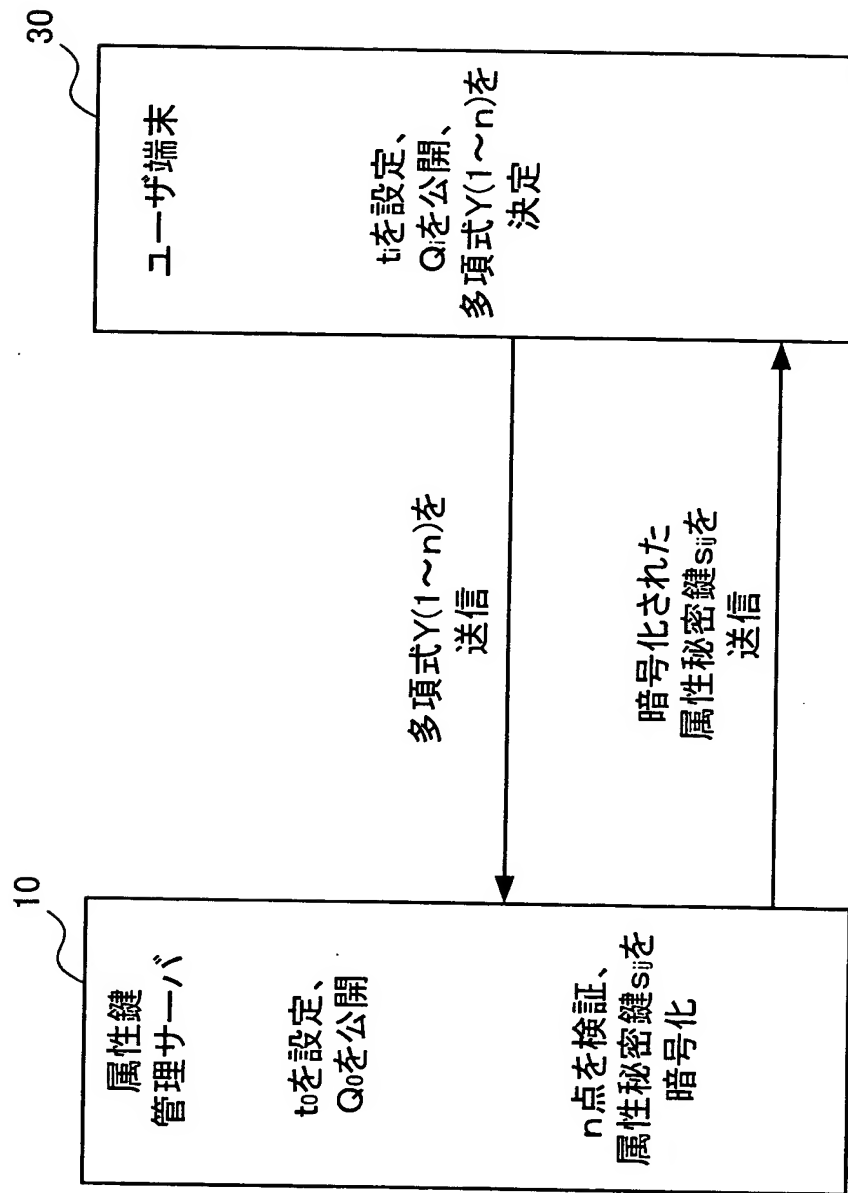 10
属性鍵
管理サーバ
t0を設定、
Q0を公開
n点を検証、
属性秘密鍵sijを
暗号化
多項式Y(1～n)を
送信
暗号化された
属性秘密鍵sijを
送信
30
ユーザ端末
tiを設定、
Qiを公開、
多項式Y(1～n)を
決定